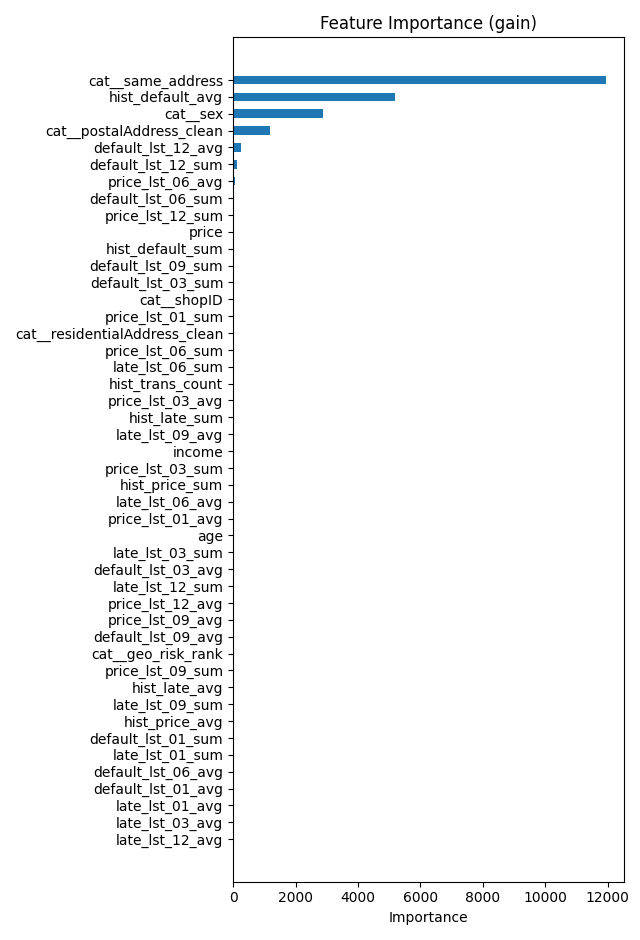 Feature Importance (gain)
cat__same_address
hist_default_avg
cat__sex
cat__postalAddress_clean
default_lst_12_avg
default_lst_12_sum
price_lst_06_avg
default_lst_06_sum
price_lst_12_sum
price
hist_default_sum
default_lst_09_sum
default_lst_03_sum
cat__shopID
price_lst_01_sum
cat__residentialAddress_clean
price_lst_06_sum
late_lst_06_sum
hist_trans_count
price_lst_03_avg
hist_late_sum
late_lst_09_avg
income
price_lst_03_sum
hist_price_sum
late_lst_06_avg
price_lst_01_avg
age
late_lst_03_sum
default_lst_03_avg
late_lst_12_sum
price_lst_12_avg
price_lst_09_avg
default_lst_09_avg
cat__geo_risk_rank
price_lst_09_sum
hist_late_avg
late_lst_09_sum
hist_price_avg
default_lst_01_sum
late_lst_01_sum
default_lst_06_avg
default_lst_01_avg
late_lst_01_avg
late_lst_03_avg
late_lst_12_avg
0 2000 4000 6000 8000 10000 12000
Importance